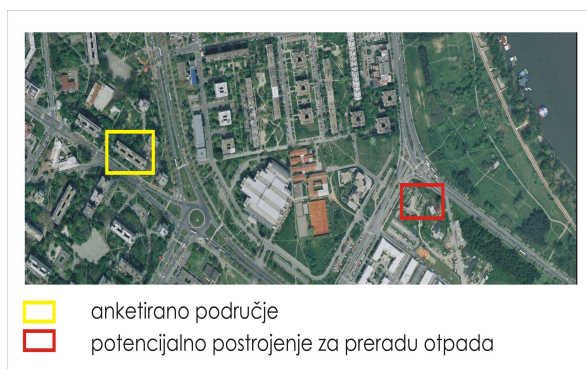 anketirano područje
potencijalno postrojenje za preradu otpada